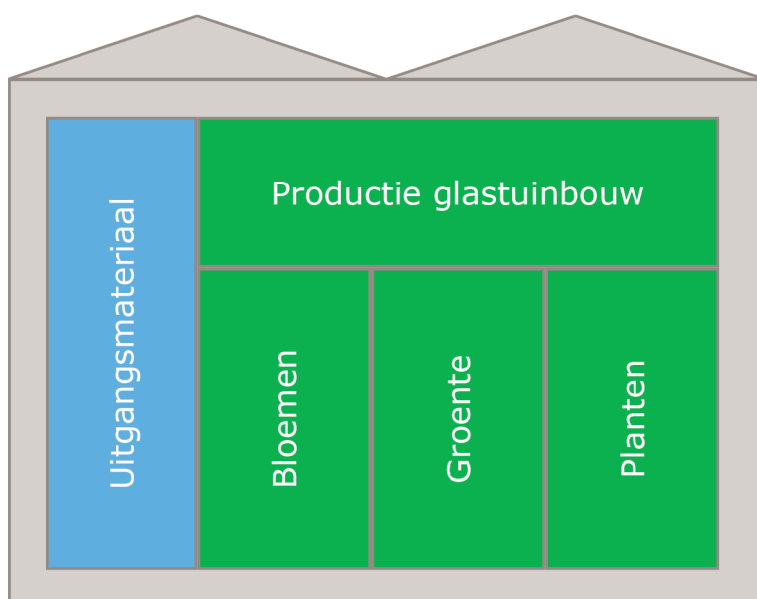 Uitgangsmateriaal
Productie glastuinbouw
Bloemen
Groente
Planten